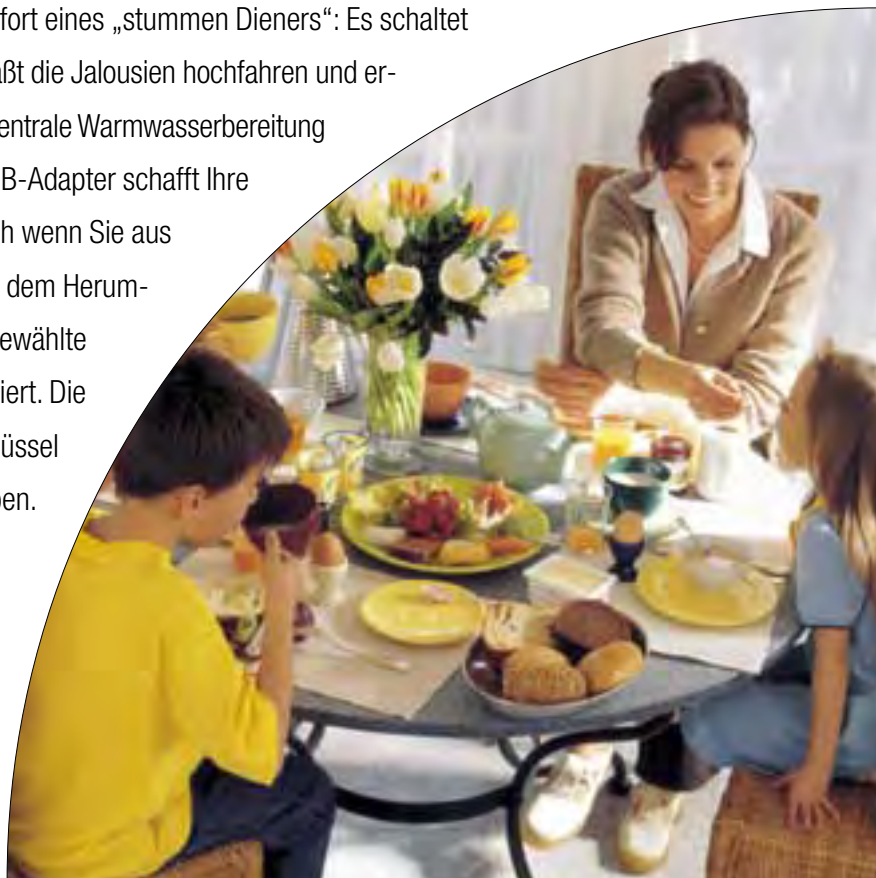 fort eines „stummen Dieners“: Es schaltet
ßt die Jalousien hochfahren und er-
entrale Warmwasserbereitung
B-Adapter schafft Ihre
h wenn Sie aus
dem Herum-
ewählte
iert. Die
üssel
en.